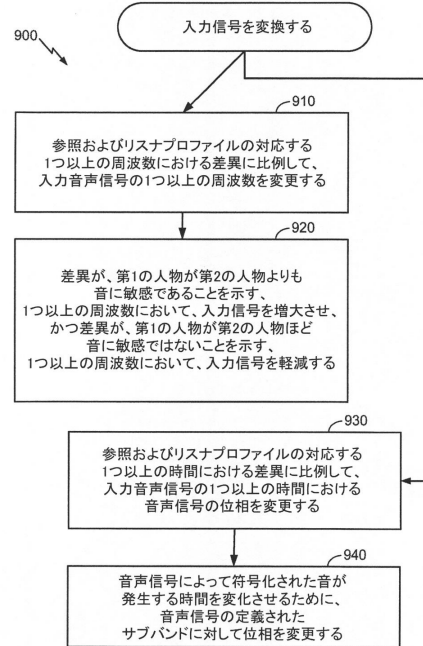 入力信号を変換する
900
910
参照およびリスナプロファイルの対応する
1つ以上の周波数における差異に比例して、
入力音声信号の1つ以上の周波数を変更する
920
差異が、第1の人物が第2の人物よりも
音に敏感であることを示す、
1つ以上の周波数において、入力信号を増大させ、
かつ差異が、第1の人物が第2の人物ほど
音に敏感ではないことを示す、
1つ以上の周波数において、入力信号を軽減する
930
参照およびリスナプロファイルの対応する
1つ以上の時間における差異に比例して、
入力音声信号の1つ以上の時間における
音声信号の位相を変更する
940
音声信号によって符号化された音が
発生する時間を変化させるために、
音声信号の定義された
サブバンドに対して位相を変更する